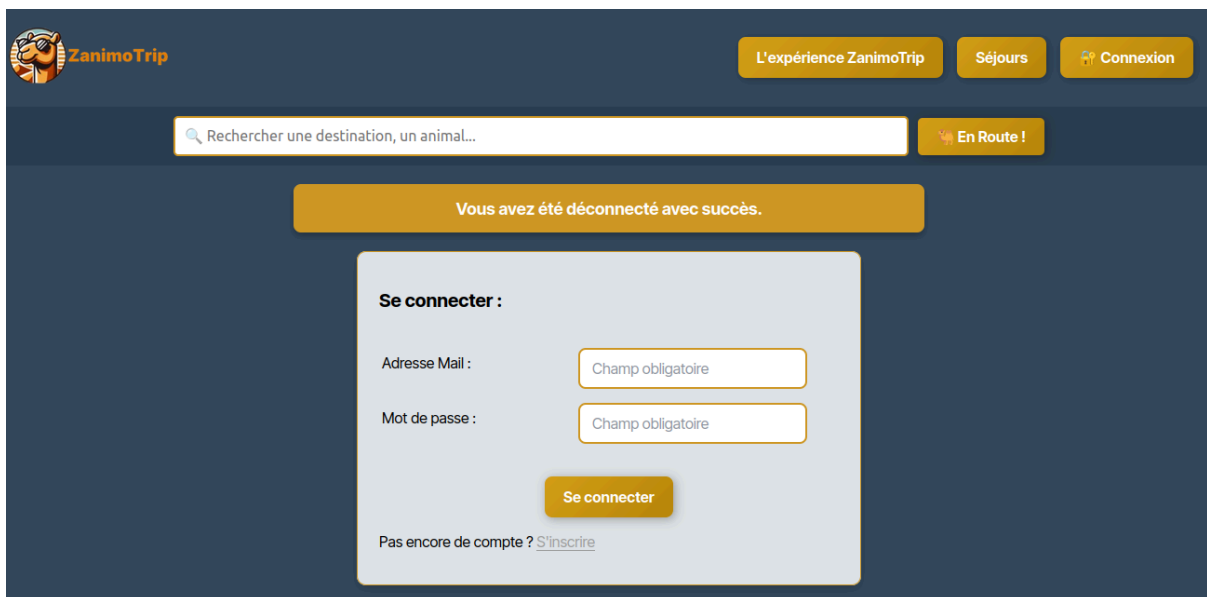 ZanimoTrip
L'expérience ZanimoTrip
Séjours
🔐 Connexion
🔍 Rechercher une destination, un animal...
🐪 En Route !
Vous avez été déconnecté avec succès.
Se connecter :
Adresse Mail :
Champ obligatoire
Mot de passe :
Champ obligatoire
Se connecter
Pas encore de compte ? S'inscrire